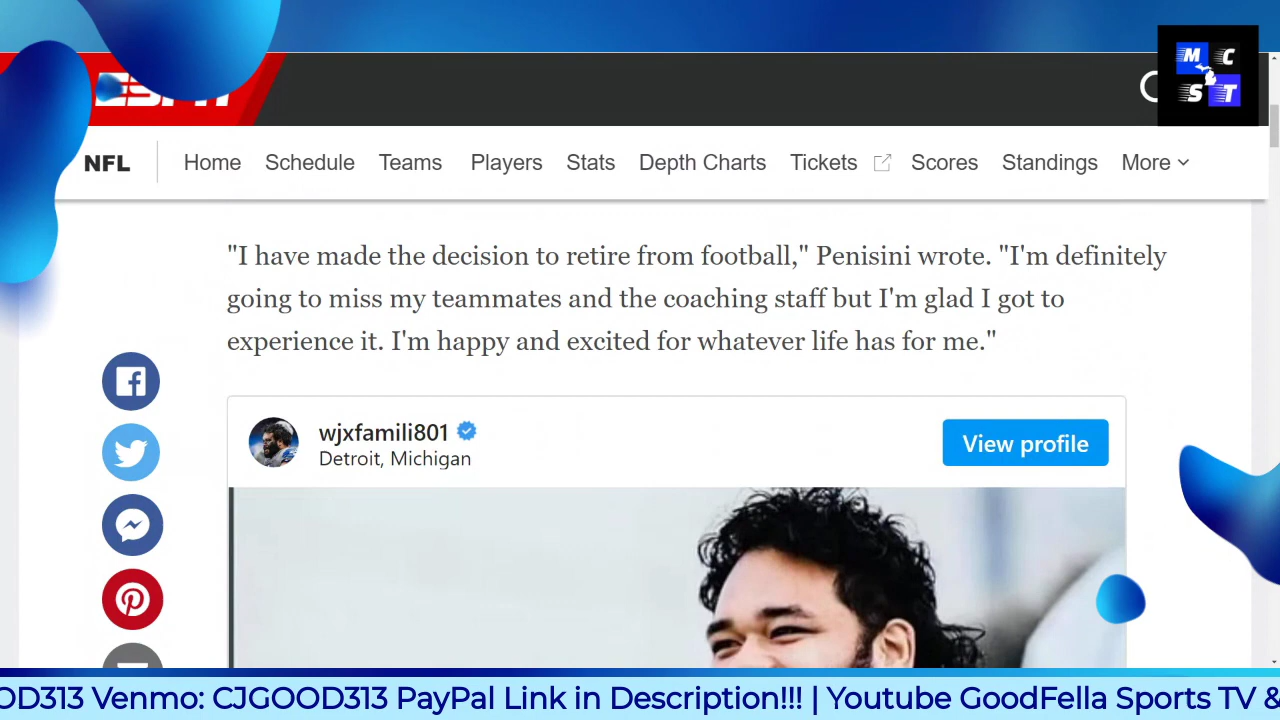 M C
S T
NFL Home Schedule Teams Players Stats Depth Charts Tickets Scores Standings More
"I have made the decision to retire from football," Penisini wrote. "I'm definitely
going to miss my teammates and the coaching staff but I'm glad I got to
experience it. I'm happy and excited for whatever life has for me."
wjxfamili801
Detroit, Michigan
View profile
OD313 Venmo: CJGOOD313 PayPal Link in Description!!! | Youtube GoodFella Sports TV &